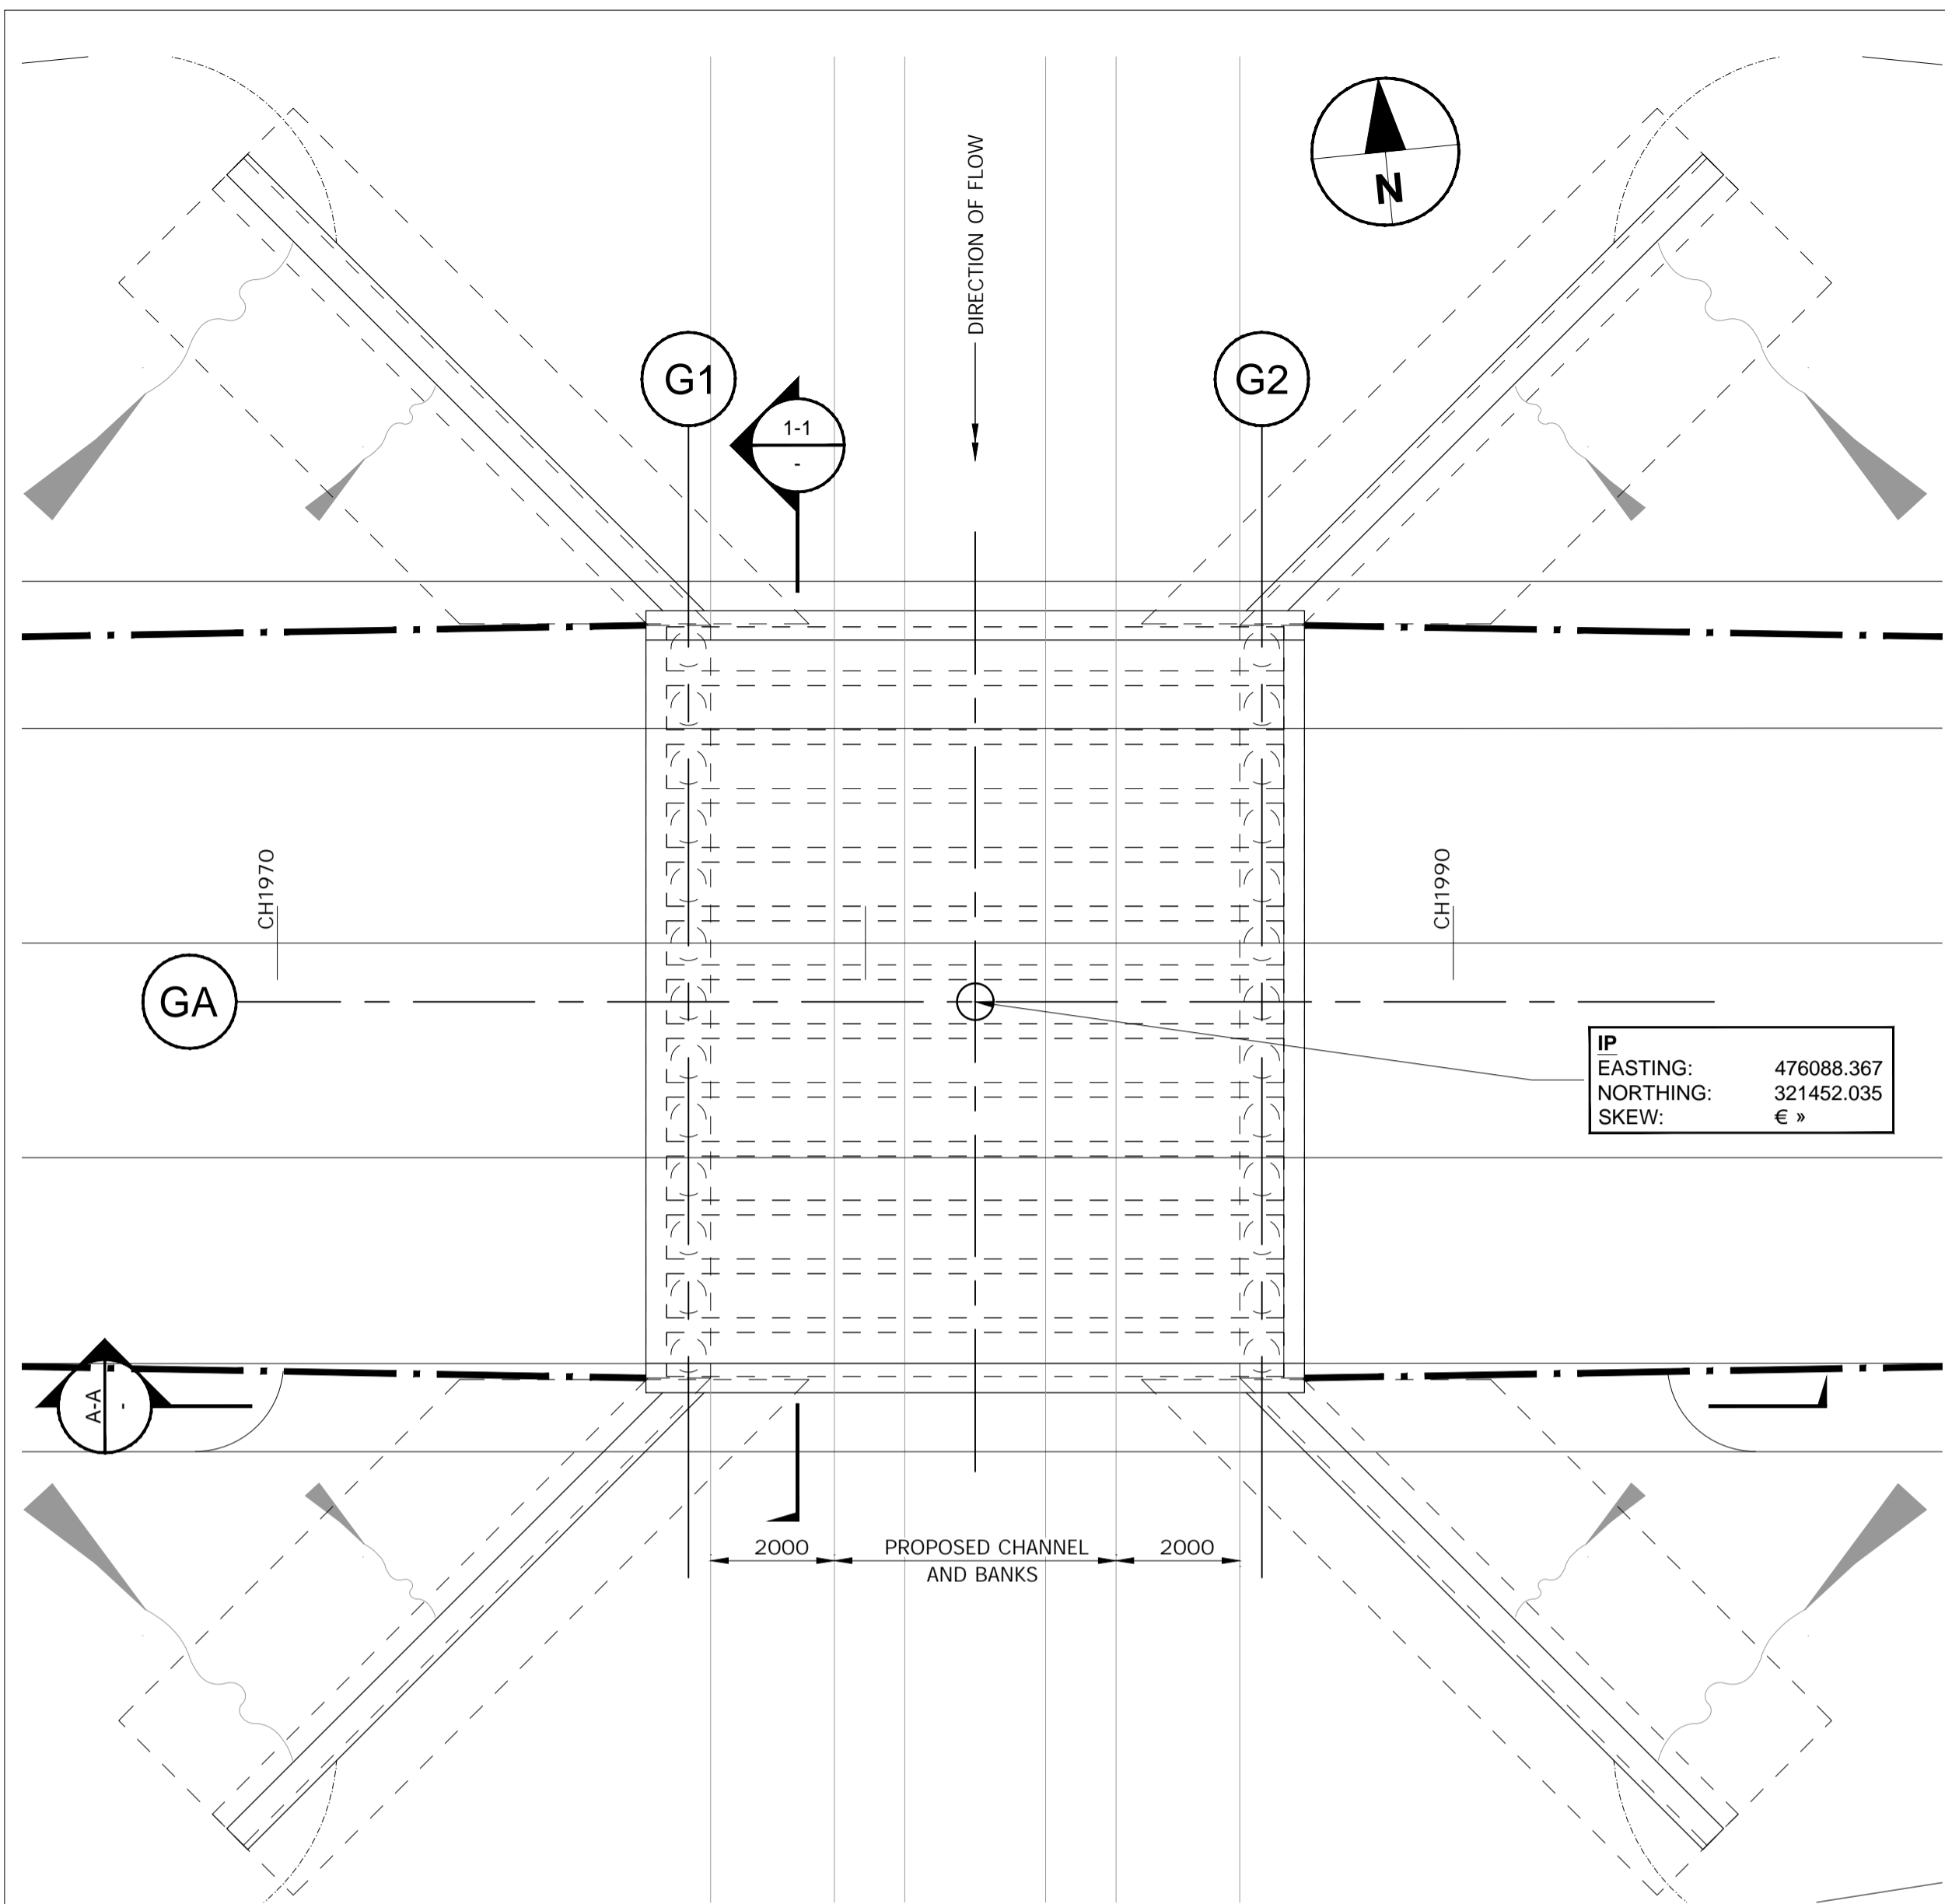 DIRECTION OF FLOW
N
G1
G2
1-1
-
CH1970
CH1990
GA
IP
EASTING: 476088.367
NORTHING: 321452.035
SKEW: € »
A-A
-
2000
PROPOSED CHANNEL
AND BANKS
2000